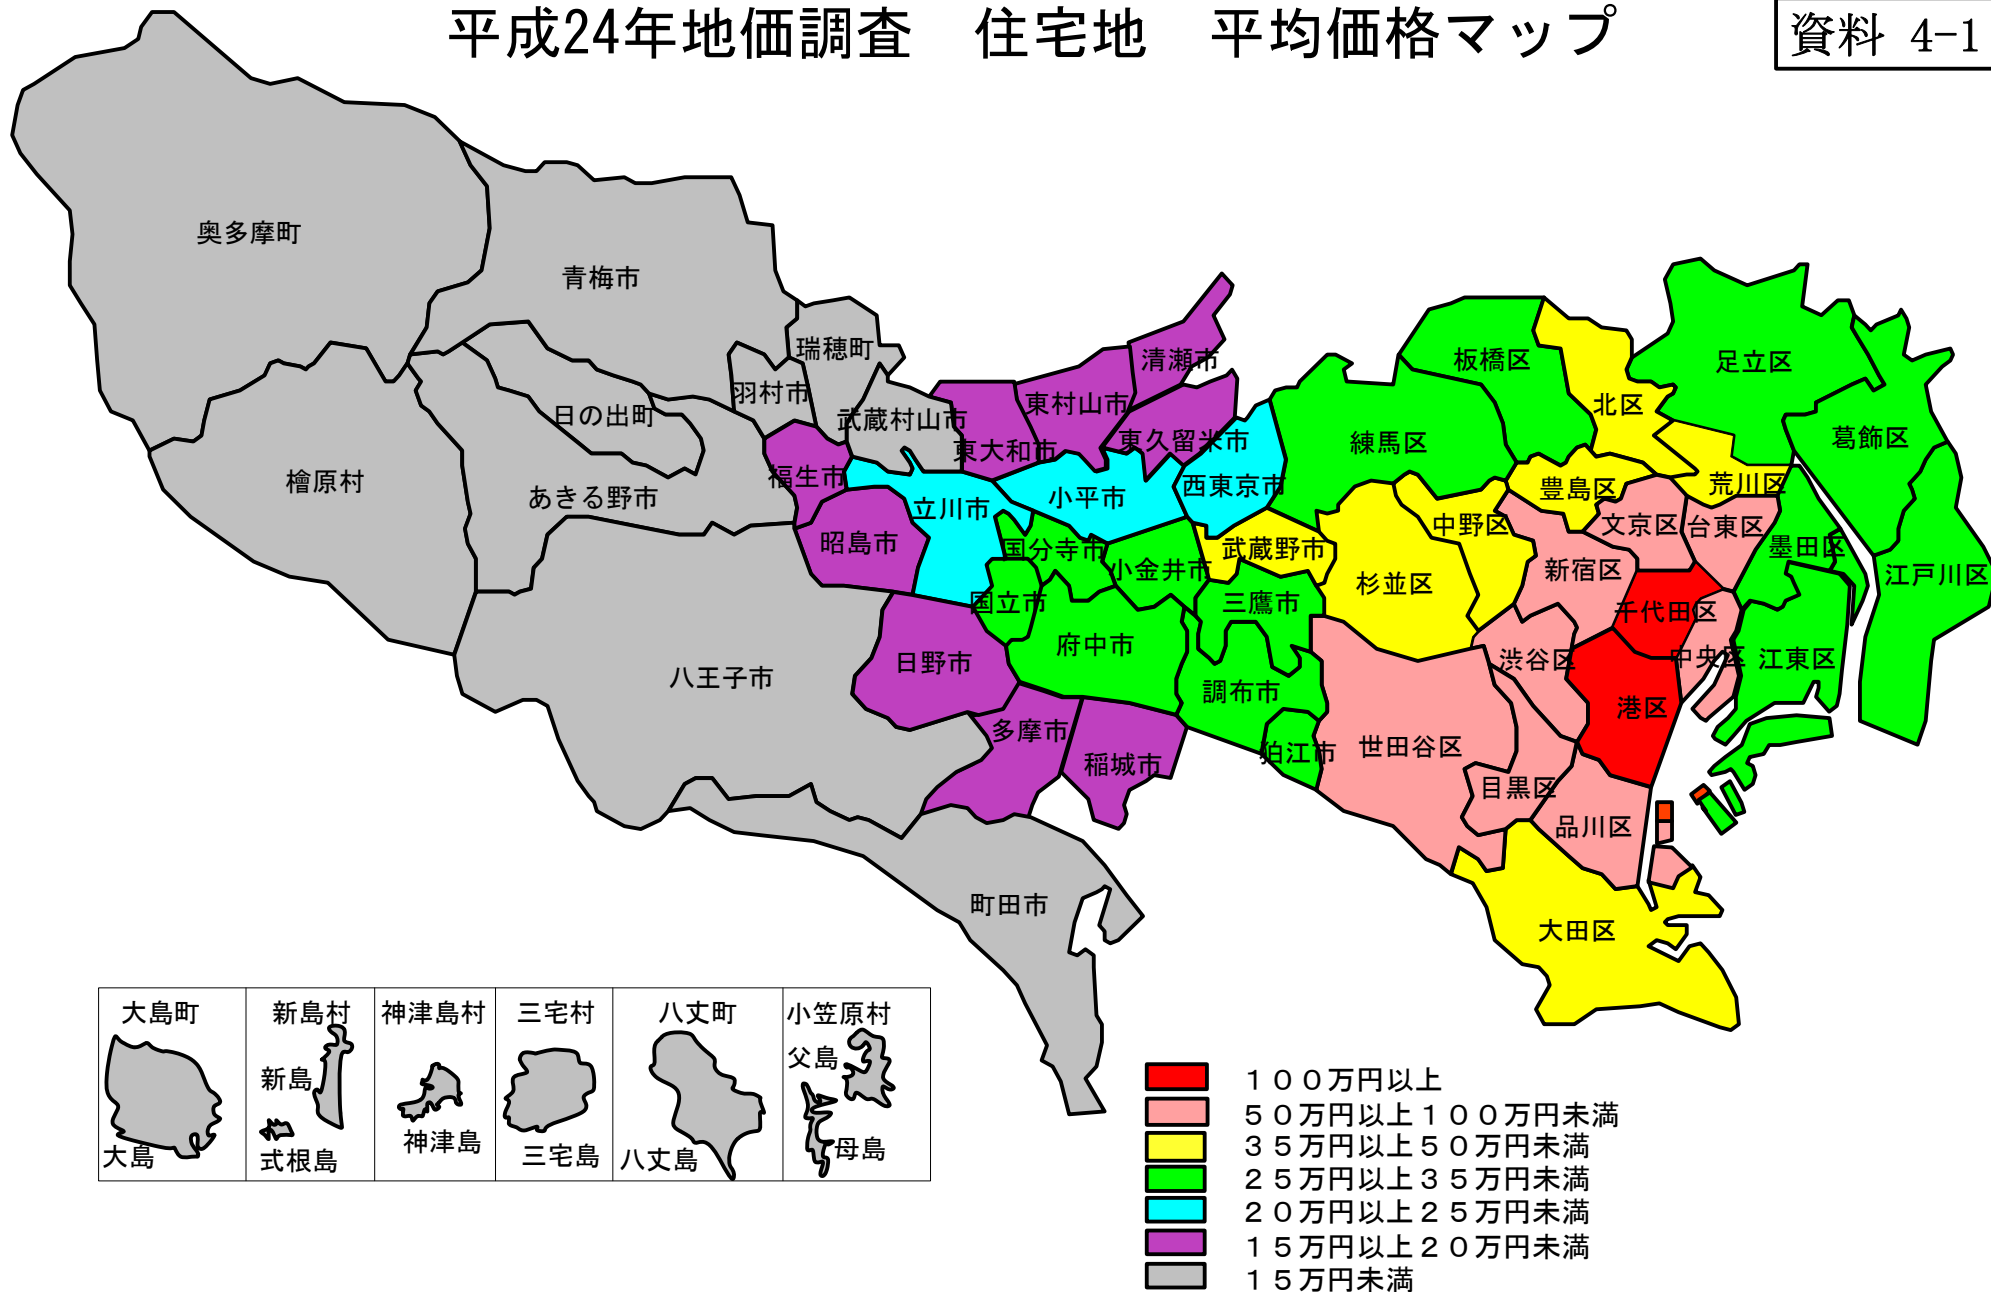 平成24年地価調査　住宅地　平均価格マップ
資料 4-1
奥多摩町
青梅市
瑞穂町
羽村市
日の出町
武蔵村山市
檜原村
あきる野市
福生市
昭島市
立川市
東大和市
東村山市
清瀬市
東久留米市
小平市
西東京市
国分寺市
小金井市
武蔵野市
国立市
府中市
三鷹市
調布市
狛江市
八王子市
日野市
多摩市
稲城市
町田市
板橋区
練馬区
北区
足立区
葛飾区
豊島区
荒川区
中野区
文京区
台東区
墨田区
江戸川区
杉並区
新宿区
千代田区
渋谷区
中央区
江東区
港区
世田谷区
目黒区
品川区
大田区
大島町
新島村
神津島村
三宅村
八丈町
小笠原村
父島
新島
大島
式根島
神津島
三宅島
八丈島
母島
１００万円以上
５０万円以上１００万円未満
３５万円以上５０万円未満
２５万円以上３５万円未満
２０万円以上２５万円未満
１５万円以上２０万円未満
１５万円未満